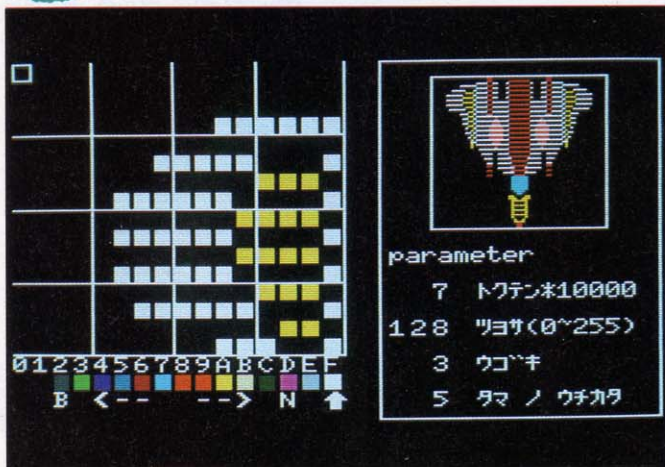 0123456789ABCDEF
B <-- --> N ⬆
parameter
7 トクテン*10000
128 ツヨサ(0~255)
3 ウゴキ
5 タマ ノ ウチカタ